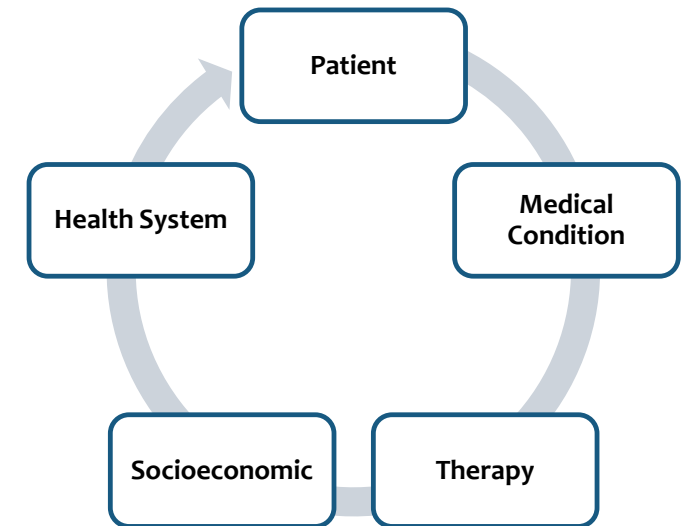 Patient
Medical
Condition
Therapy
Socioeconomic
Health System